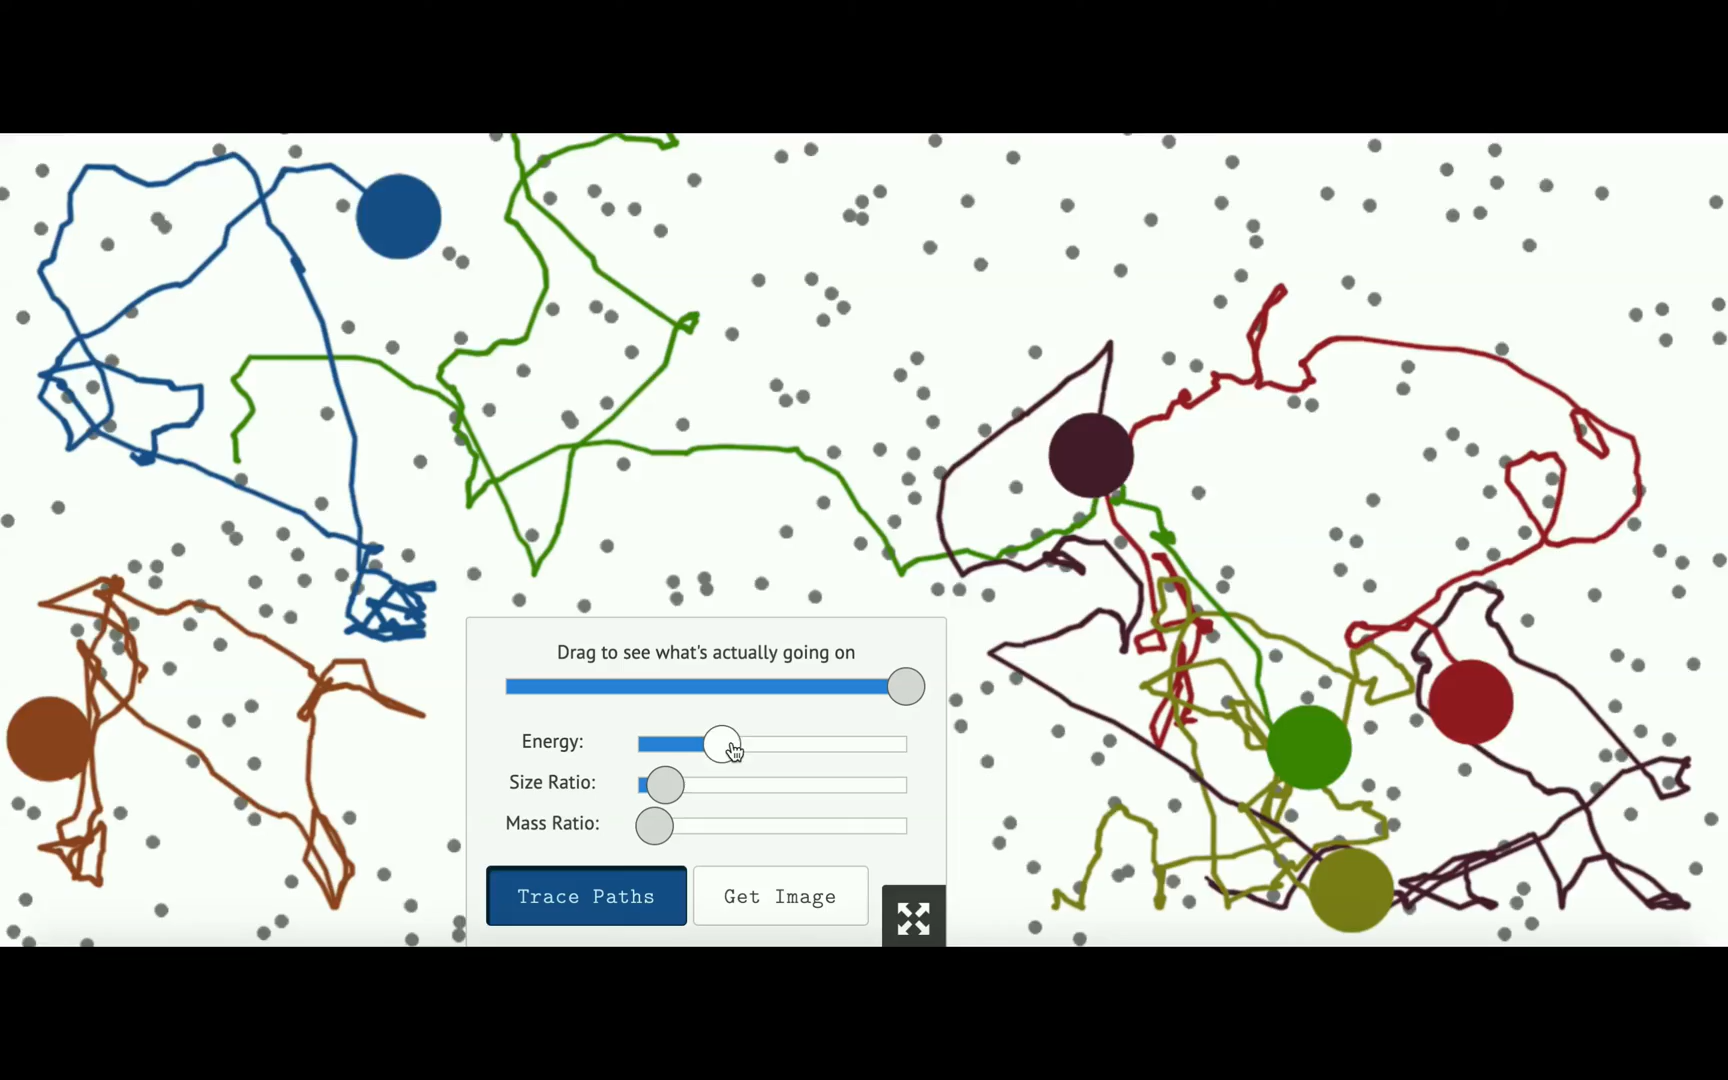 Drag to see what's actually going on
Energy:
Size Ratio:
Mass Ratio:
Trace Paths
Get Image